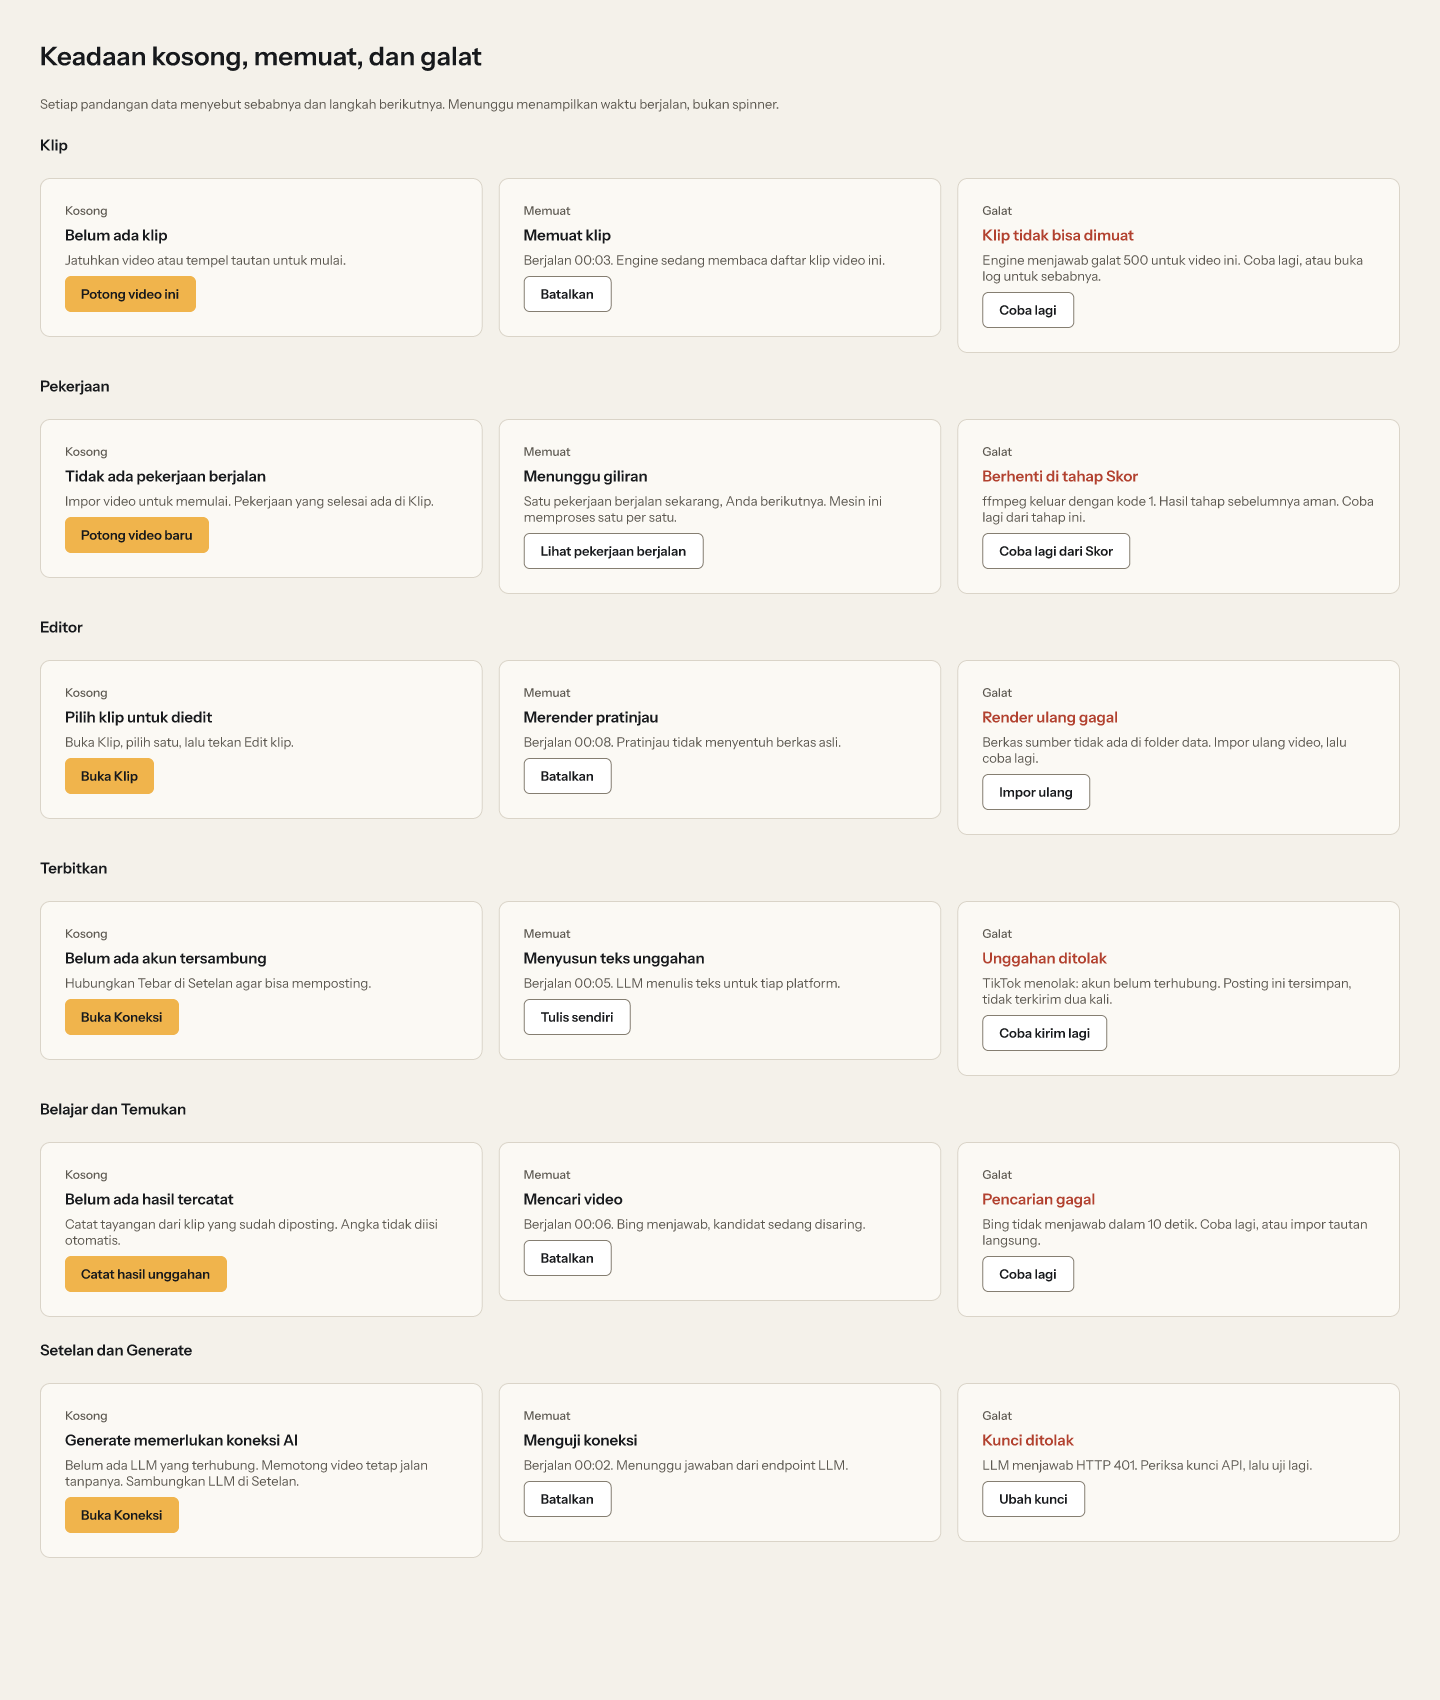 Keadaan kosong, memuat, dan galat
Setiap pandangan data menyebut sebabnya dan langkah berikutnya. Menunggu menampilkan waktu berjalan, bukan spinner.
Klip
Kosong
Belum ada klip
Jatuhkan video atau tempel tautan untuk mulai.
Potong video ini
Memuat
Memuat klip
Berjalan 00:03. Engine sedang membaca daftar klip video ini.
Batalkan
Galat
Klip tidak bisa dimuat
Engine menjawab galat 500 untuk video ini. Coba lagi, atau buka
log untuk sebabnya.
Coba lagi
Pekerjaan
Kosong
Tidak ada pekerjaan berjalan
Impor video untuk memulai. Pekerjaan yang selesai ada di Klip.
Potong video baru
Memuat
Menunggu giliran
Satu pekerjaan berjalan sekarang, Anda berikutnya. Mesin ini
memproses satu per satu.
Lihat pekerjaan berjalan
Galat
Berhenti di tahap Skor
ffmpeg keluar dengan kode 1. Hasil tahap sebelumnya aman. Coba
lagi dari tahap ini.
Coba lagi dari Skor
Editor
Kosong
Pilih klip untuk diedit
Buka Klip, pilih satu, lalu tekan Edit klip.
Buka Klip
Memuat
Merender pratinjau
Berjalan 00:08. Pratinjau tidak menyentuh berkas asli.
Batalkan
Galat
Render ulang gagal
Berkas sumber tidak ada di folder data. Impor ulang video, lalu
coba lagi.
Impor ulang
Terbitkan
Kosong
Belum ada akun tersambung
Hubungkan Tebar di Setelan agar bisa memposting.
Buka Koneksi
Memuat
Menyusun teks unggahan
Berjalan 00:05. LLM menulis teks untuk tiap platform.
Tulis sendiri
Galat
Unggahan ditolak
TikTok menolak: akun belum terhubung. Posting ini tersimpan,
tidak terkirim dua kali.
Coba kirim lagi
Belajar dan Temukan
Kosong
Belum ada hasil tercatat
Catat tayangan dari klip yang sudah diposting. Angka tidak diisi
otomatis.
Catat hasil unggahan
Memuat
Mencari video
Berjalan 00:06. Bing menjawab, kandidat sedang disaring.
Batalkan
Galat
Pencarian gagal
Bing tidak menjawab dalam 10 detik. Coba lagi, atau impor tautan
langsung.
Coba lagi
Setelan dan Generate
Kosong
Generate memerlukan koneksi AI
Belum ada LLM yang terhubung. Memotong video tetap jalan
tanpanya. Sambungkan LLM di Setelan.
Buka Koneksi
Memuat
Menguji koneksi
Berjalan 00:02. Menunggu jawaban dari endpoint LLM.
Batalkan
Galat
Kunci ditolak
LLM menjawab HTTP 401. Periksa kunci API, lalu uji lagi.
Ubah kunci